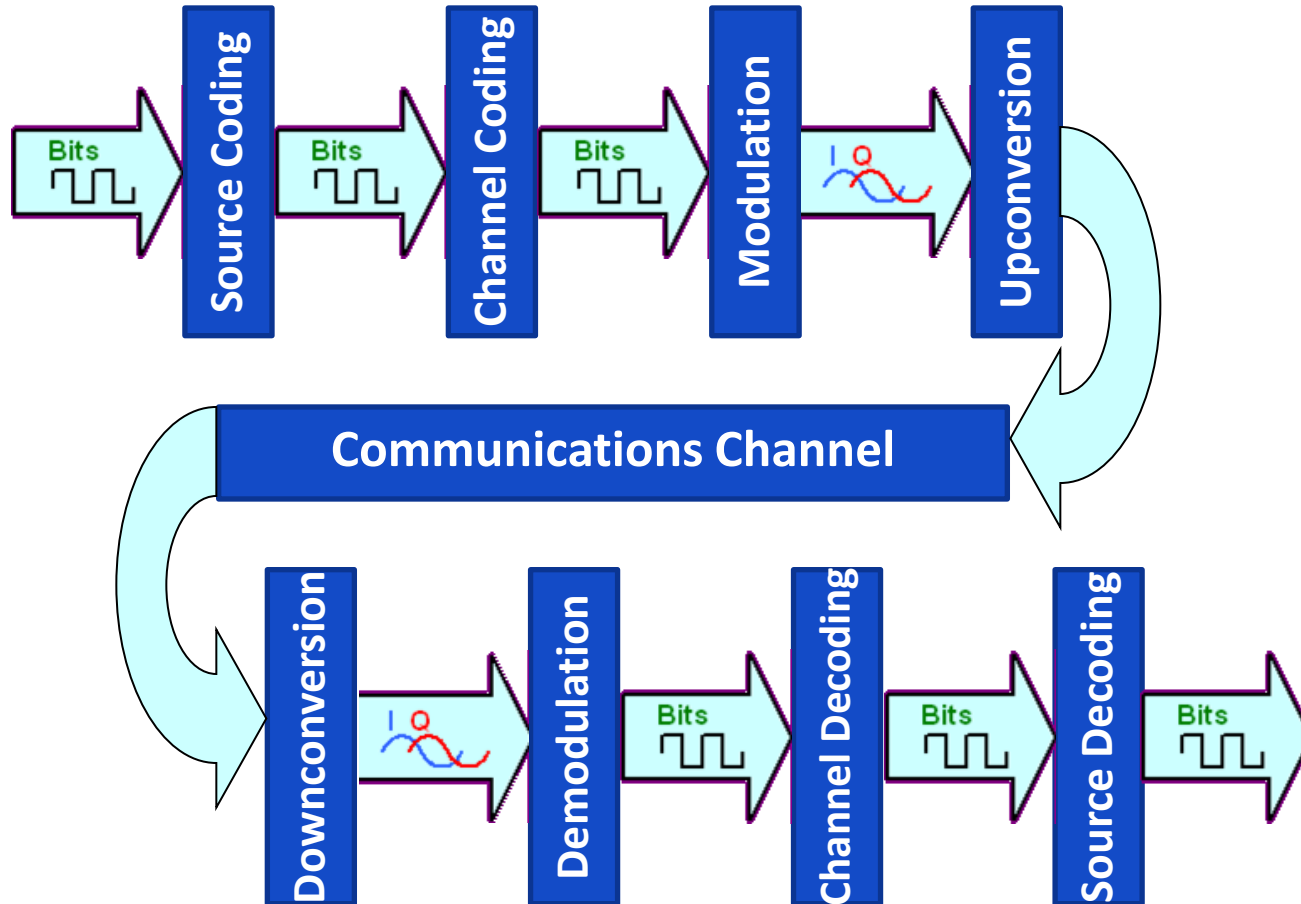 Bits
Source Coding
Bits
Channel Coding
Bits
Modulation
I Q
Upconversion
Communications Channel
Downconversion
I Q
Demodulation
Bits
Channel Decoding
Bits
Source Decoding
Bits